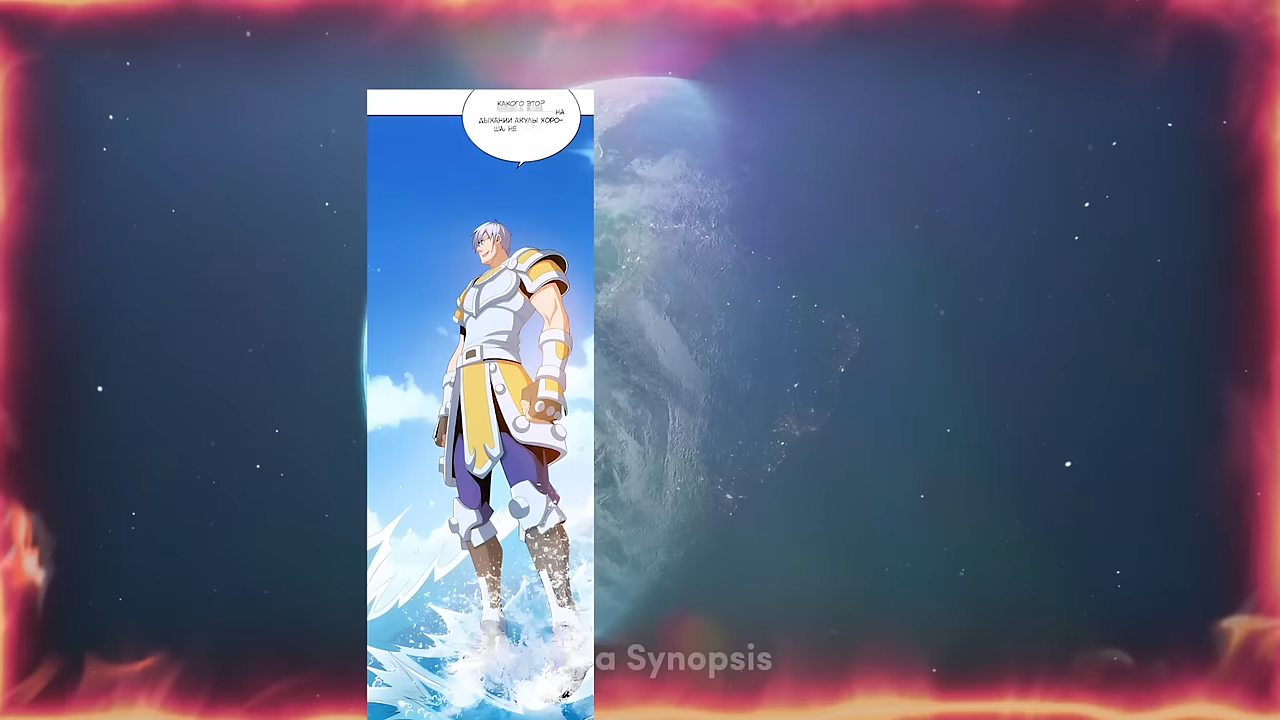 КАКОГО ЭТО?
НА
ДЫХАНИИ АКУЛЫ ХОРО-
ША, НЕ
a Synopsis